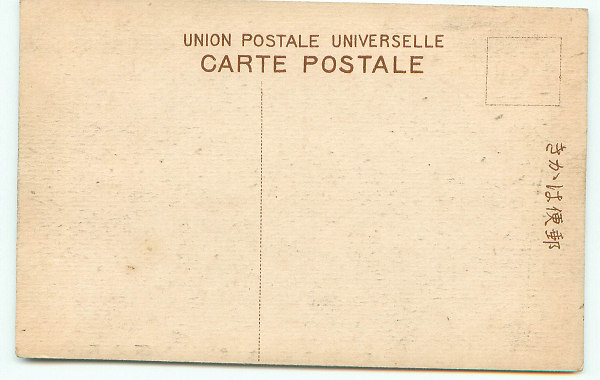 UNION POSTALE UNIVERSELLE
CARTE POSTALE
郵便はかき